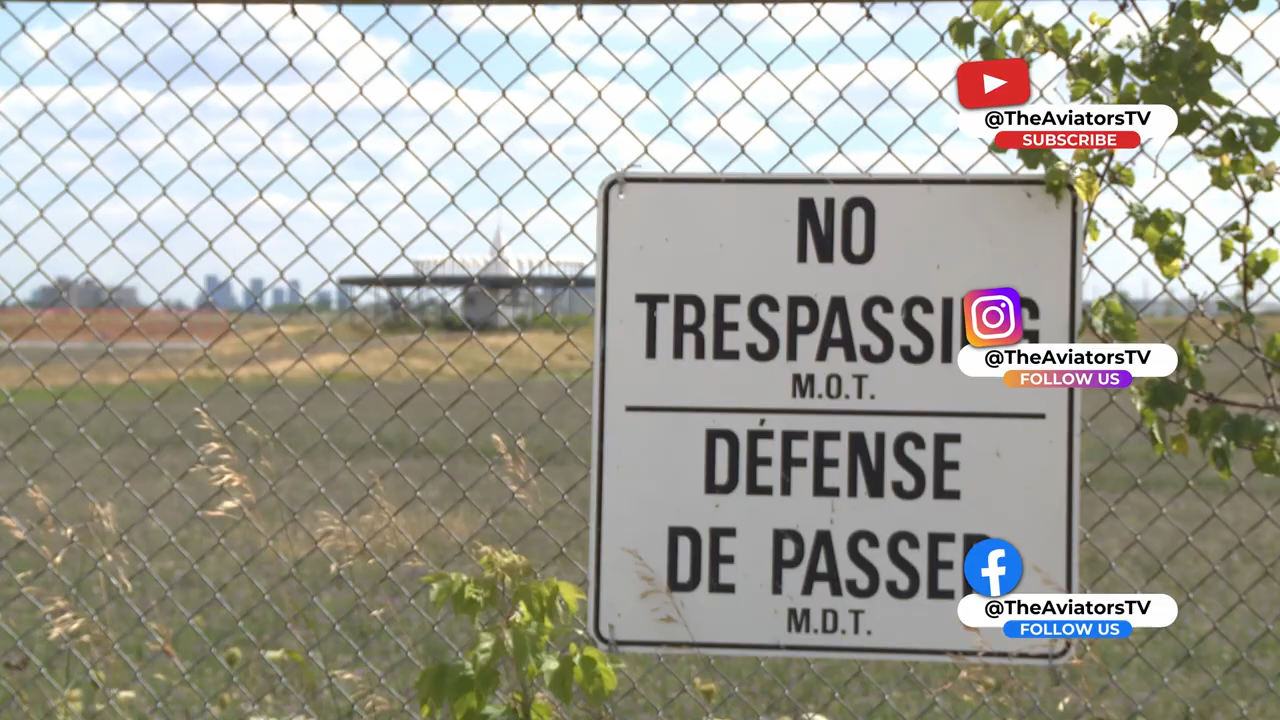 @TheAviatorsTV
SUBSCRIBE
NO
TRESPASSING
M.O.T.
@TheAviatorsTV
FOLLOW US
DÉFENSE
DE PASSER
M.D.T.
@TheAviatorsTV
FOLLOW US